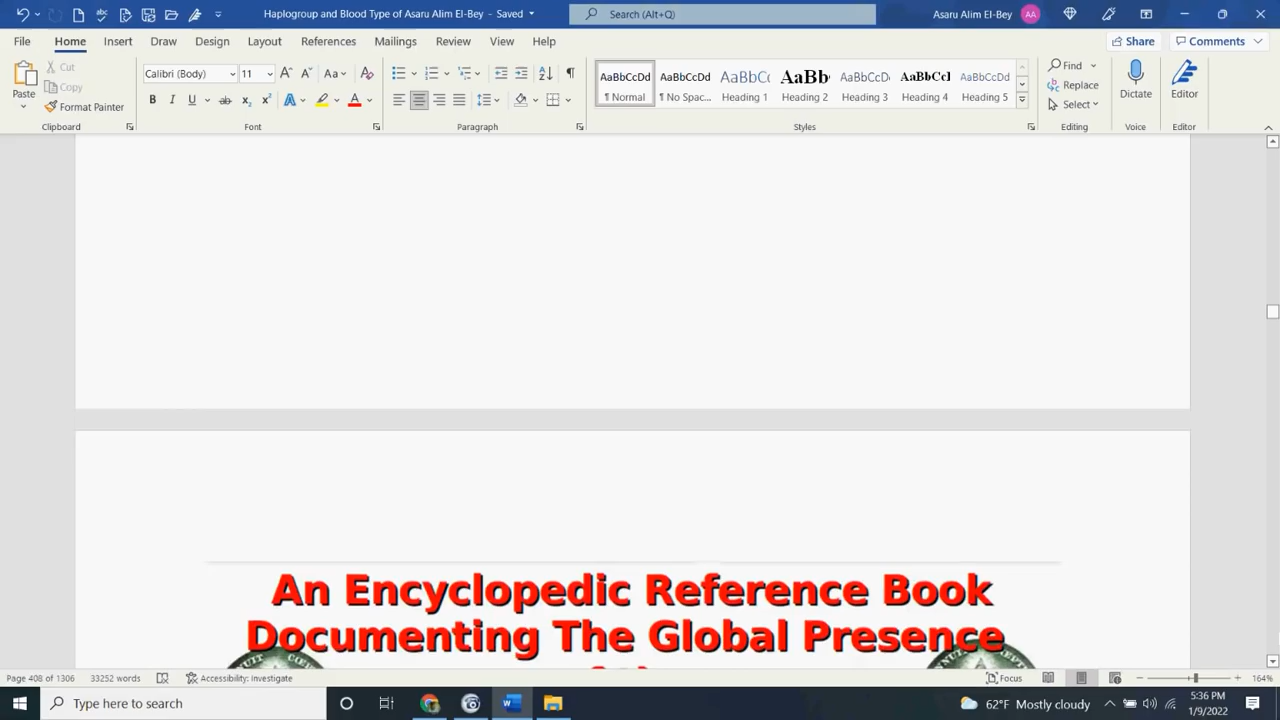 Haplogroup and Blood Type of Asaru Alim El-Bey - Saved
Search (Alt+Q)
Asaru Alim El-Bey
AA
File
Home
Insert
Draw
Design
Layout
References
Mailings
Review
View
Help
Share
Comments
Paste
Cut
Copy
Format Painter
Clipboard
Calibri (Body)
11
Font
Paragraph
AaBbCcDd
¶ Normal
AaBbCcDd
¶ No Spac...
AaBbCc
Heading 1
AaBb
Heading 2
AaBbCcD
Heading 3
AaBbCcI
Heading 4
AaBbCcDd
Heading 5
Styles
Find
Replace
Select
Editing
Dictate
Voice
Editor
Editor
An Encyclopedic Reference Book
Documenting The Global Presence
Page 408 of 1306
33252 words
Accessibility: Investigate
Focus
164%
Type here to search
62°F Mostly cloudy
5:36 PM
1/9/2022